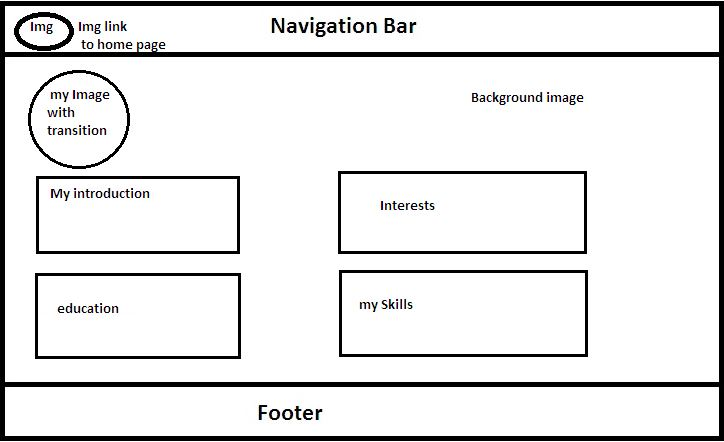 Img
Img link
to home page
Navigation Bar
my Image
with
transition
Background image
My introduction
Interests
education
my Skills
Footer